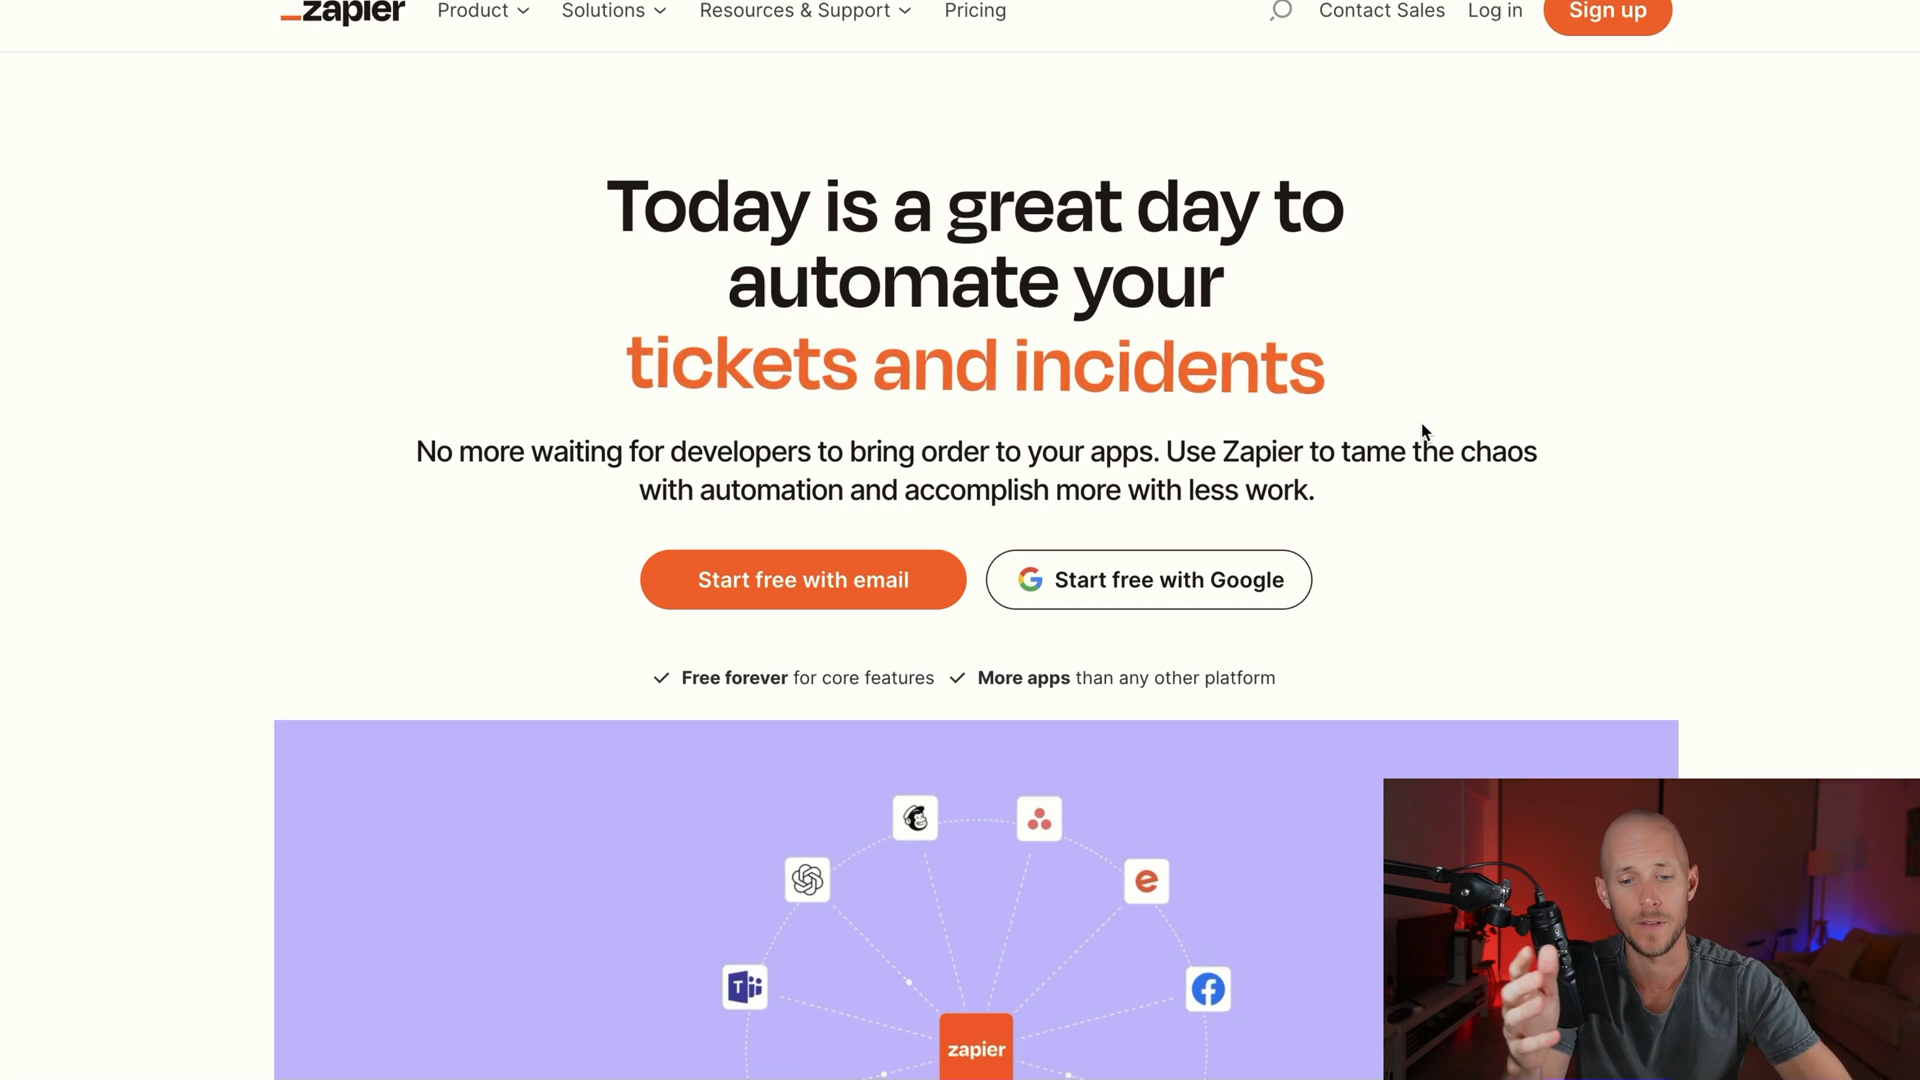 zapier
Product
Solutions
Resources & Support
Pricing
Contact Sales
Log in
Sign up
Today is a great day to
automate your
tickets and incidents
No more waiting for developers to bring order to your apps. Use Zapier to tame the chaos
with automation and accomplish more with less work.
Start free with email
Start free with Google
Free forever for core features
More apps than any other platform
zapier